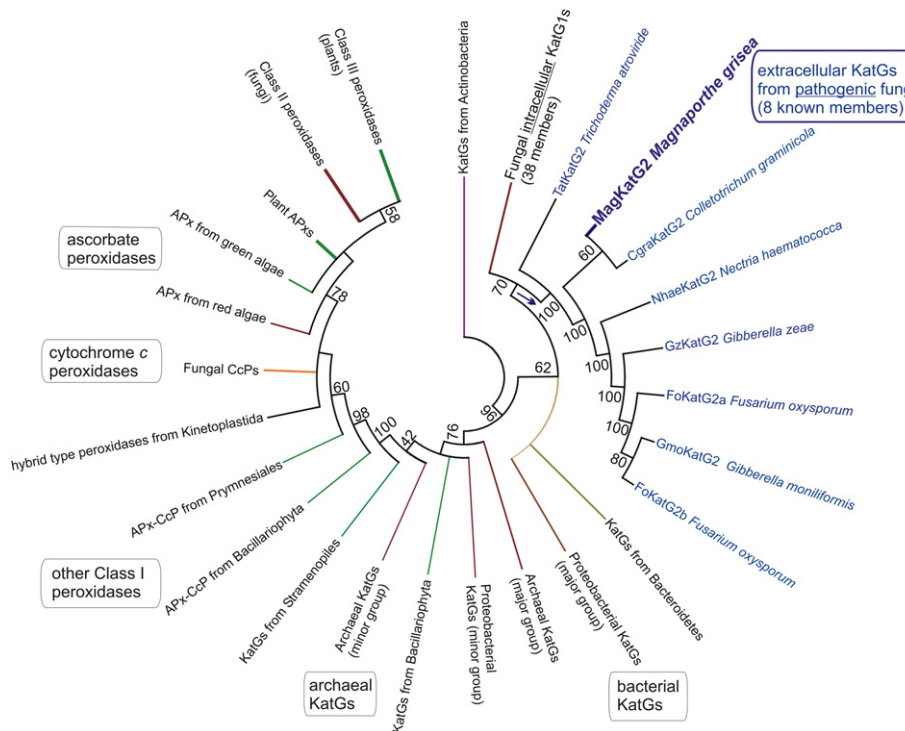 Class II peroxidases
(fungi)
Class III peroxidases
(plants)
KatGs from Actinobacteria
Fungal intracellular KatG1s
(38 members)
TatKatG2 Trichoderma atroviride
MagKatG2 Magnaporthe grisea
extracellular KatGs
from pathogenic fung
(8 known members)
CgraKatG2 Colletotrichum graminicola
NhaeKatG2 Nectria haematococca
GzKatG2 Gibberella zeae
FoKatG2a Fusarium oxysporum
GmoKatG2 Gibberella moniliformis
FoKatG2b Fusarium oxysporum
KatGs from Bacteroidetes
Proteobacterial KatGs
(major group)
bacterial
KatGs
Archaeal KatGs
(major group)
Proteobacterial
KatGs (minor group)
KatGs from Bacillariophyta
Archaeal KatGs
(minor group)
archaeal
KatGs
KatGs from Stramenopiles
APx-CcP from Bacillariophyta
other Class I
peroxidases
APx-CcP from Prymnesiales
hybrid type peroxidases from Kinetoplastida
Fungal CcPs
cytochrome c
peroxidases
APx from red algae
APx from green algae
ascorbate
peroxidases
Plant APxs
58
78
60
98
100
42
76
96
62
70
100
60
100
100
100
80